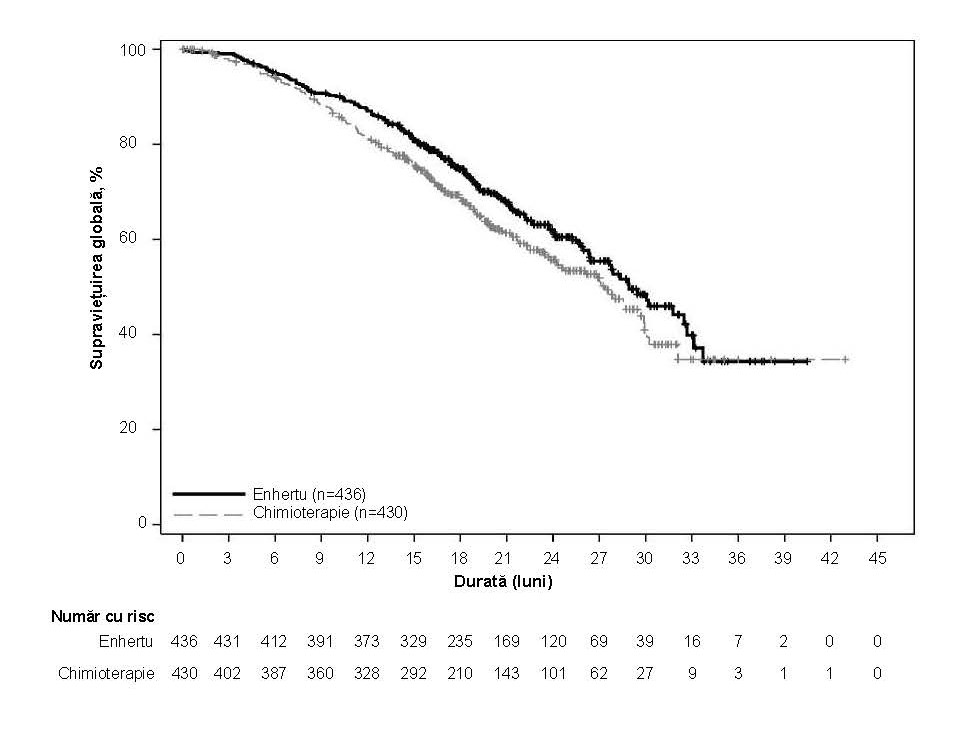 100
80
60
40
20
0
Supraviețuirea globală, %
Enhertu (n=436)
Chimioterapie (n=430)
0 3 6 9 12 15 18 21 24 27 30 33 36 39 42 45
Durată (luni)
Număr cu risc
Enhertu 436 431 412 391 373 329 235 169 120 69 39 16 7 2 0 0
Chimioterapie 430 402 387 360 328 292 210 143 101 62 27 9 3 1 1 0